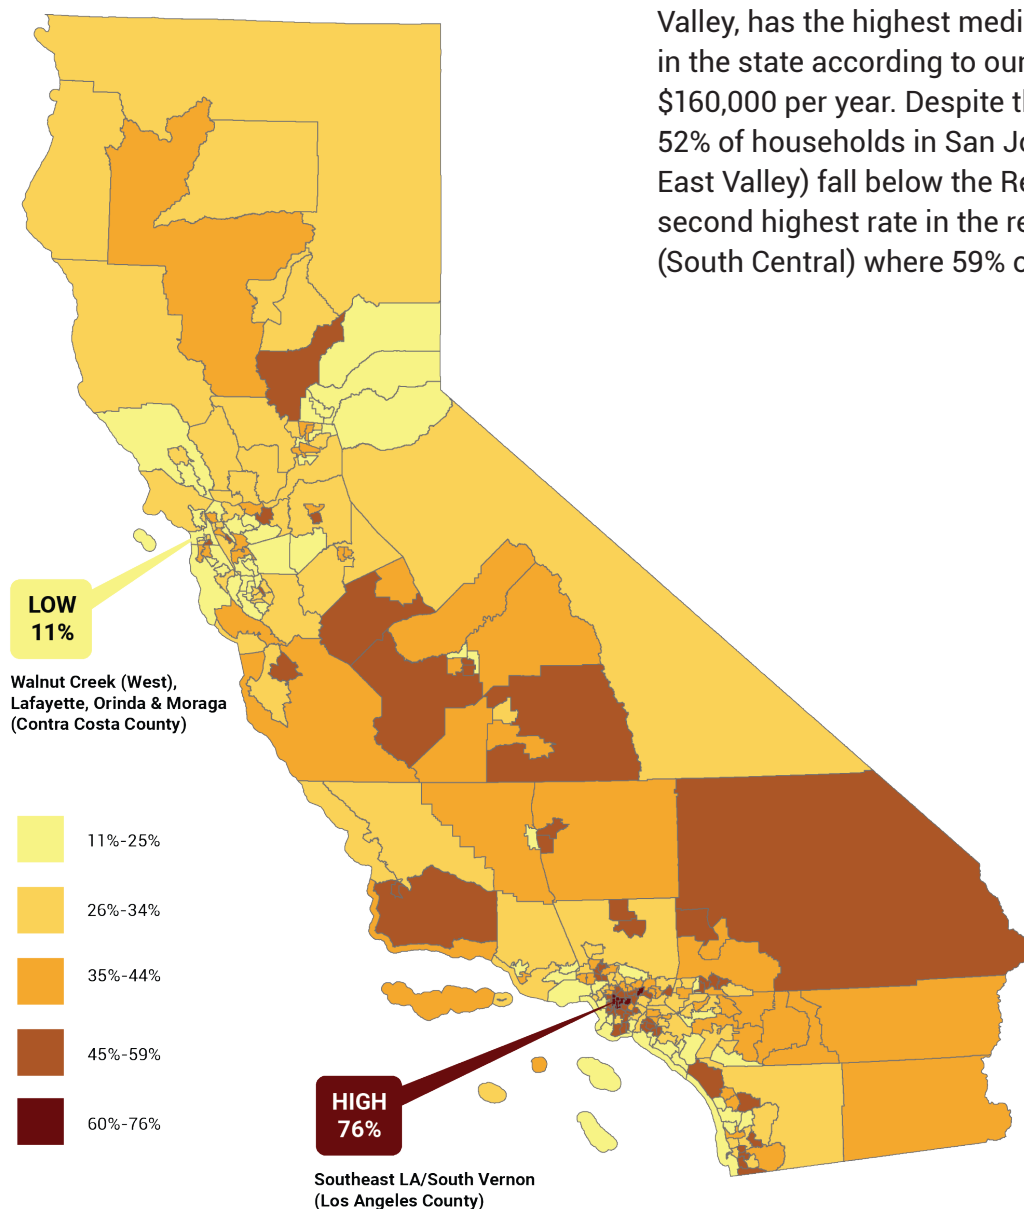 Valley, has the highest medi
in the state according to our
$160,000 per year. Despite th
52% of households in San Jo
East Valley) fall below the Re
second highest rate in the re
(South Central) where 59% o
LOW
11%
Walnut Creek (West),
Lafayette, Orinda & Moraga
(Contra Costa County)
11%-25%
26%-34%
35%-44%
45%-59%
60%-76%
HIGH
76%
Southeast LA/South Vernon
(Los Angeles County)